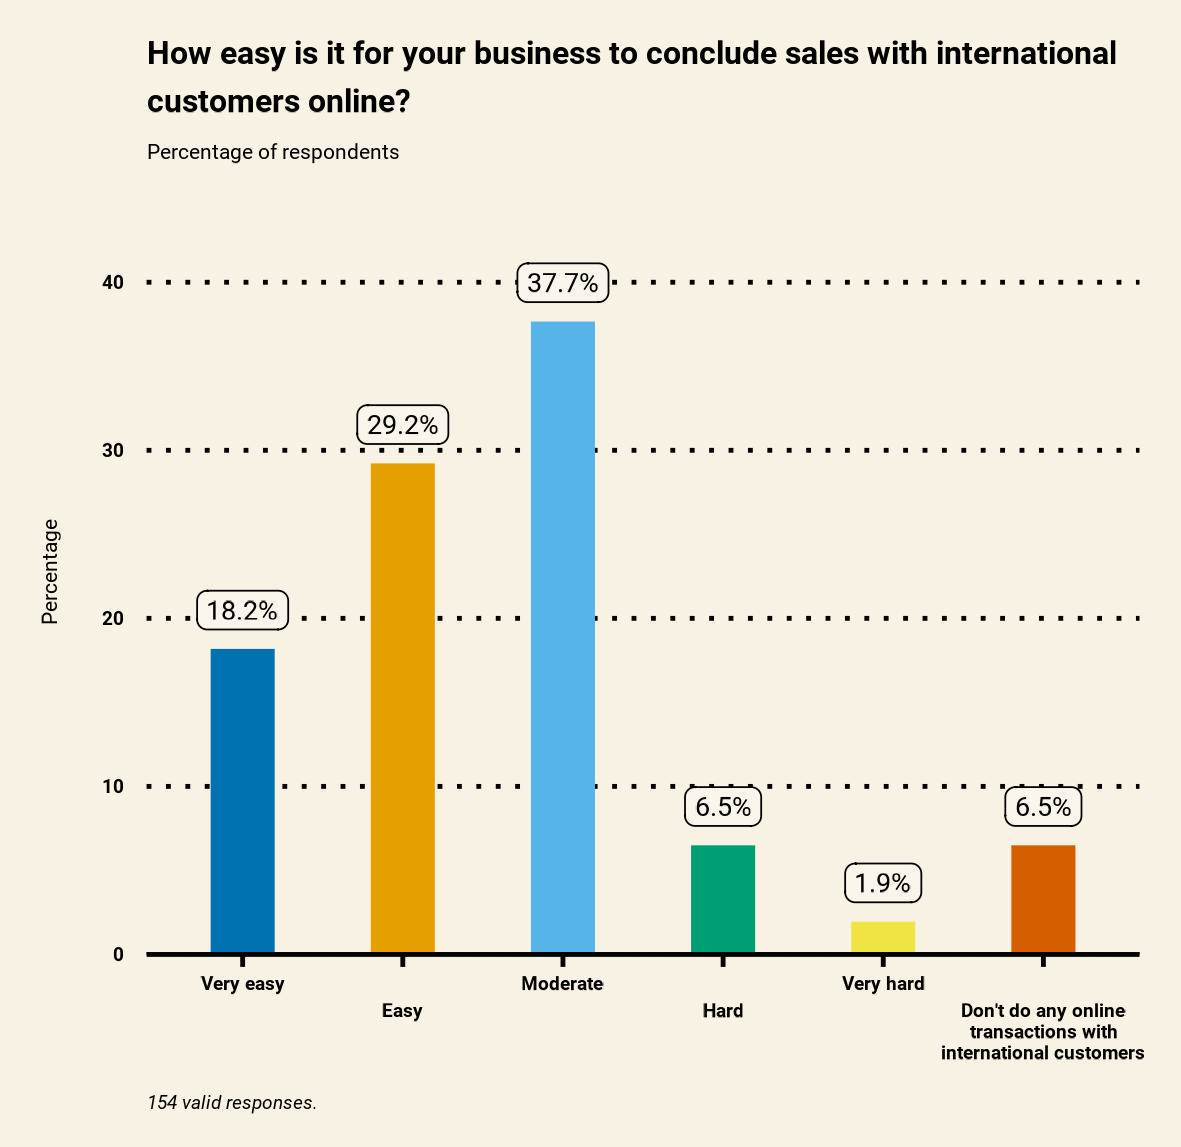 How easy is it for your business to conclude sales with international
customers online?
Percentage of respondents
40
30
20
10
0
Percentage
18.2%
29.2%
37.7%
6.5%
1.9%
6.5%
Very easy
Easy
Moderate
Hard
Very hard
Don't do any online
transactions with
international customers
154 valid responses.